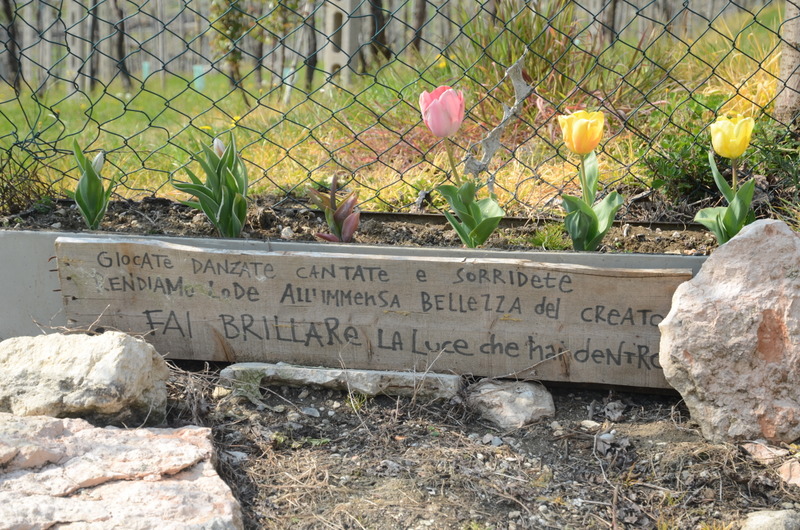 GIOCATE DANZATE CANTATE e SORRIDETE
RENDIAMO LODE ALL'IMMENSA BELLEZZA del CREATO
FAI BRILLARE LA LUCE che hai DENTRO